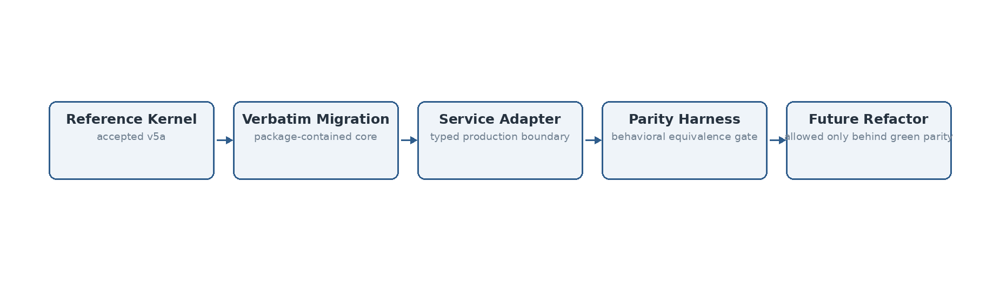 Reference Kernel
accepted v5a
Verbatim Migration
package-contained core
Service Adapter
typed production boundary
Parity Harness
behavioral equivalence gate
Future Refactor
allowed only behind green parity